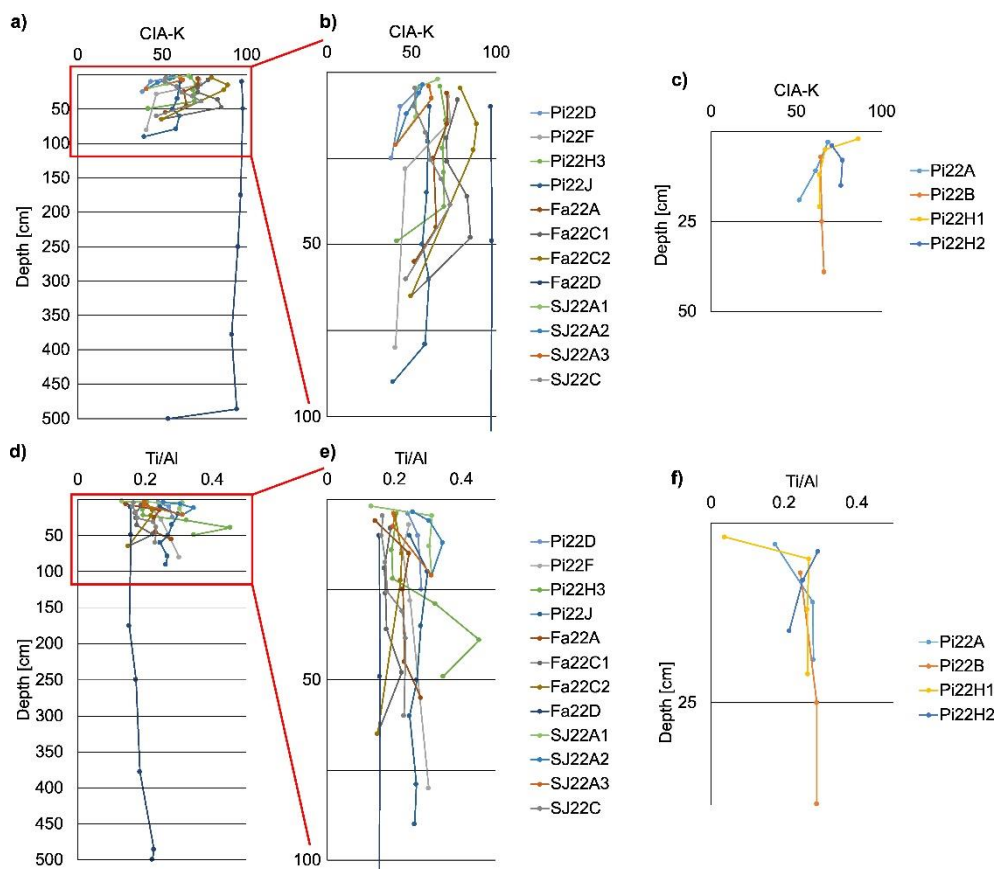 a)
CIA-K
0 50 100
Depth [cm]
50
100
150
200
250
300
350
400
450
500
b)
CIA-K
0 50 100
50
100
Pi22D
Pi22F
Pi22H3
Pi22J
Fa22A
Fa22C1
Fa22C2
Fa22D
SJ22A1
SJ22A2
SJ22A3
SJ22C
c)
CIA-K
0 50 100
Depth [cm]
25
50
Pi22A
Pi22B
Pi22H1
Pi22H2
d)
Ti/Al
0 0.2 0.4
Depth [cm]
50
100
150
200
250
300
350
400
450
500
e)
Ti/Al
0 0.2 0.4
50
100
Pi22D
Pi22F
Pi22H3
Pi22J
Fa22A
Fa22C1
Fa22C2
Fa22D
SJ22A1
SJ22A2
SJ22A3
SJ22C
f)
Ti/Al
0 0.2 0.4
Depth [cm]
25
Pi22A
Pi22B
Pi22H1
Pi22H2